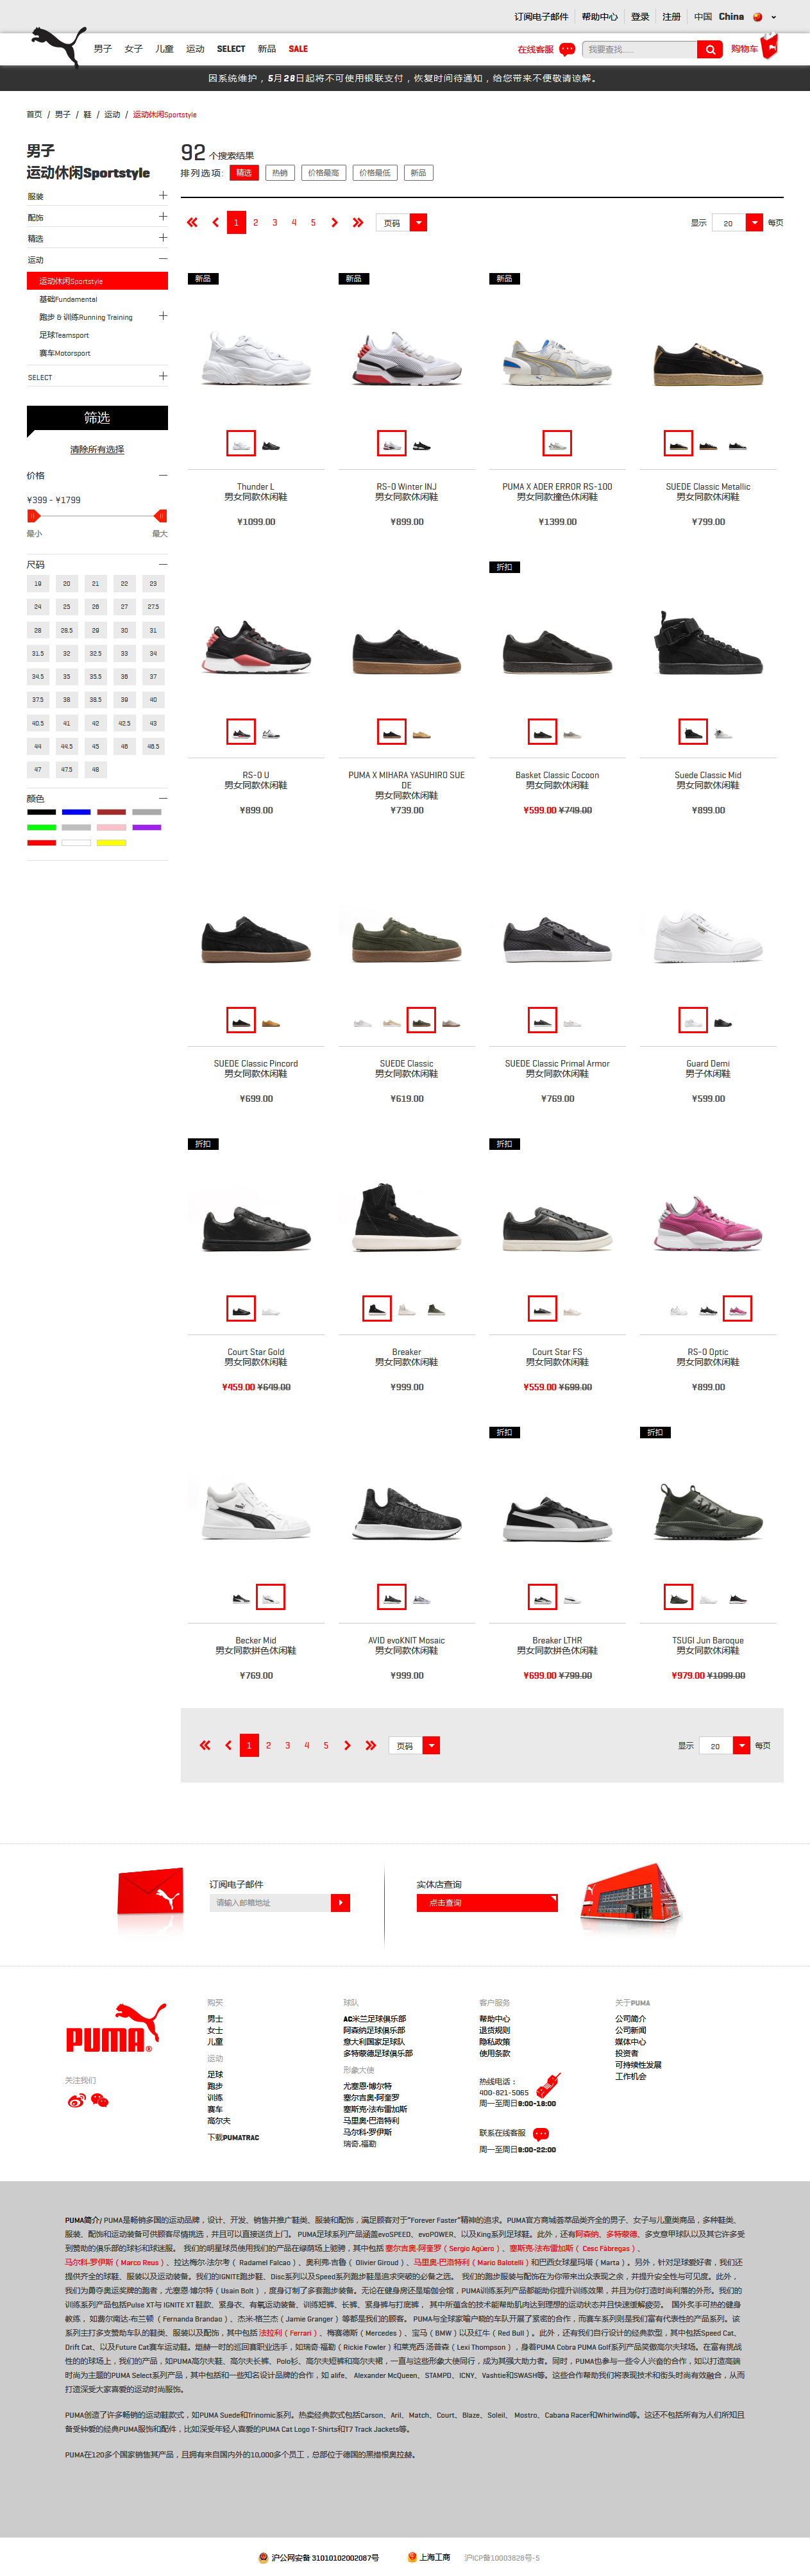 订阅电子邮件 帮助中心 登录 注册 中国 China
男子 女子 儿童 运动 SELECT 新品 SALE 在线客服 我要查找...... 购物车
因系统维护，5月28日起将不可使用银联支付，恢复时间待通知，给您带来不便敬请谅解。
首页 / 男子 / 鞋 / 运动 / 运动休闲Sportstyle
男子
运动休闲Sportstyle
服装
配饰
精选
运动
运动休闲Sportstyle
基础Fundamental
跑步 & 训练Running Training
足球Teamsport
赛车Motorsport
SELECT
筛选
清除所有选择
价格
¥399 - ¥1799
最小 最大
尺码
19 20 21 22 23
24 25 26 27 27.5
28 28.5 29 30 31
31.5 32 32.5 33 34
34.5 35 35.5 36 37
37.5 38 38.5 39 40
40.5 41 42 42.5 43
44 44.5 45 46 46.5
47 47.5 48
颜色
92 个搜索结果
排列选项: 精选 热销 价格最高 价格最低 新品
1 2 3 4 5 页码 显示 20 每页
新品 新品 新品
Thunder L
男女同款休闲鞋
¥1099.00
RS-0 Winter INJ
男女同款休闲鞋
¥899.00
PUMA X ADER ERROR RS-100
男女同款撞色休闲鞋
¥1399.00
SUEDE Classic Metallic
男女同款休闲鞋
¥799.00
折扣
RS-0 U
男女同款休闲鞋
¥899.00
PUMA X MIHARA YASUHIRO SUE
DE
男女同款休闲鞋
¥739.00
Basket Classic Cocoon
男女同款休闲鞋
¥599.00 ¥749.00
Suede Classic Mid
男女同款休闲鞋
¥899.00
SUEDE Classic Pincord
男女同款休闲鞋
¥699.00
SUEDE Classic
男女同款休闲鞋
¥619.00
SUEDE Classic Primal Armor
男女同款休闲鞋
¥769.00
Guard Demi
男子休闲鞋
¥599.00
折扣 折扣
Court Star Gold
男女同款休闲鞋
¥459.00 ¥649.00
Breaker
男女同款休闲鞋
¥999.00
Court Star FS
男女同款休闲鞋
¥559.00 ¥699.00
RS-0 Optic
男女同款休闲鞋
¥899.00
折扣 折扣
Becker Mid
男女同款拼色休闲鞋
¥769.00
AVID evoKNIT Mosaic
男女同款休闲鞋
¥999.00
Breaker LTHR
男女同款拼色休闲鞋
¥699.00 ¥799.00
TSUGI Jun Baroque
男女同款休闲鞋
¥979.00 ¥1099.00
1 2 3 4 5 页码 显示 20 每页
订阅电子邮件
请输入邮箱地址
实体店查询
点击查询
PUMA
关注我们
购买
男士
女士
儿童
运动
足球
跑步
训练
赛车
高尔夫
下载PUMATRAC
球队
AC米兰足球俱乐部
阿森纳足球俱乐部
意大利国家足球队
多特蒙德足球俱乐部
形象大使
尤塞恩·博尔特
塞尔吉奥·阿奎罗
塞斯克·法布雷加斯
马里奥·巴洛特利
马尔科·罗伊斯
瑞奇.福勒
客户服务
帮助中心
退货规则
隐私政策
使用条款
热线电话：
400-821-5065
周一至周日9:00-18:00
联系在线客服
周一至周日9:00-22:00
关于PUMA
公司简介
公司新闻
媒体中心
投资者
可持续性发展
工作机会
PUMA简介/ PUMA是畅销多国的运动品牌，设计、开发、销售并推广鞋类、服装和配饰，满足顾客对于"Forever Faster"精神的追求。PUMA官方商城荟萃品类齐全的男子、女子与儿童类商品，多种鞋类、
服装、配饰和运动装备可供顾客尽情挑选，并且可以直接送货上门。 PUMA足球系列产品涵盖evoSPEED、evoPOWER、以及King系列足球鞋。此外，还有阿森纳、多特蒙德、多支意甲球队以及其它许多受
到赞助的俱乐部的球衫和球迷服。 我们的明星球员使用我们的产品在绿茵场上驰骋，其中包括 塞尔吉奥·阿奎罗（Sergio Agüero）、塞斯克·法布雷加斯（ Cesc Fàbregas）、
马尔科·罗伊斯（Marco Reus）、拉达梅尔·法尔考（ Radamel Falcao）、奥利弗·吉鲁（ Olivier Giroud）、马里奥·巴洛特利（Mario Balotelli ）和巴西女球星玛塔（Marta）。另外，针对足球爱好者，我们还
提供齐全的球鞋、服装以及运动装备。我们的IGNITE跑步鞋、Disc系列以及Speed系列跑步鞋是追求突破的必备之选。 我们的跑步服装与配饰在为你带来出众表现之余，并提升安全性与可见度。此外，
我们为勇夺奥运奖牌的跑者，尤塞恩·博尔特（Usain Bolt），度身订制了多套跑步装备。无论在健身房还是瑜伽会馆，PUMA训练系列产品都能助你提升训练效果，并且为你打造时尚利落的外形。我们的
训练系列产品包括Pulse XT与 IGNITE XT 鞋款、紧身衣、有氧运动装备、训练短裤、长裤、紧身裤与打底裤， 其中所蕴含的技术能帮助肌肉达到理想的运动状态并且快速缓解疲劳。 国外炙手可热的健身
教练， 如费尔南达·布兰顿（ Fernanda Brandao ）、杰米·格兰杰（ Jamie Granger ） 等都是我们的顾客。 PUMA与全球家喻户晓的车队开展了紧密的合作，而赛车系列则是我们富有代表性的产品系列。该
系列主打多支赞助车队的鞋类、服装以及配饰，其中包括 法拉利（ Ferrari ）、梅赛德斯（Mercedes）、宝马（BMW）以及红牛（Red Bull ）。此外，还有我们自行设计的经典款型，其中包括Speed Cat、
Drift Cat、以及Future Cat赛车运动鞋。烜赫一时的巡回赛职业选手，如瑞奇·福勒（Rickie Fowler）和莱克西·汤普森（Lexi Thompson ），身着PUMA Cobra PUMA Golf系列产品笑傲高尔夫球场。在富有挑战
性的的球场上，我们的产品，如PUMA高尔夫鞋、高尔夫长裤、Polo衫、高尔夫短裤和高尔夫裙，一直与这些形象大使同行，成为其强大助力者。同时，PUMA也参与一些令人兴奋的合作，如以打造高端
时尚为主题的PUMA Select系列产品，其中包括和一些知名设计品牌的合作，如 alife、 Alexander McQueen、STAMPD、ICNY、Vashtie和SWASH等。这些合作帮助我们将表现技术和街头时尚有效融合，从而
打造深受大家喜爱的运动时尚服饰。
PUMA创造了许多畅销的运动鞋款式，如PUMA Suede和Trinomic系列。热卖经典款包括Carson、Aril、Match、Court、Blaze、Soleil、 Mostro、Cabana Racer和Whirlwind等。这还不包括所有为人们所知且
备受钟爱的经典PUMA服饰和配件，比如深受年轻人喜爱的PUMA Cat Logo T-Shirts和T7 Track Jackets等。
PUMA在120多个国家销售其产品，且拥有来自国内外的10,000多个员工，总部位于德国的黑措根奥拉赫。
沪公网安备 31010102002087号 上海工商 沪ICP备10003828号-5